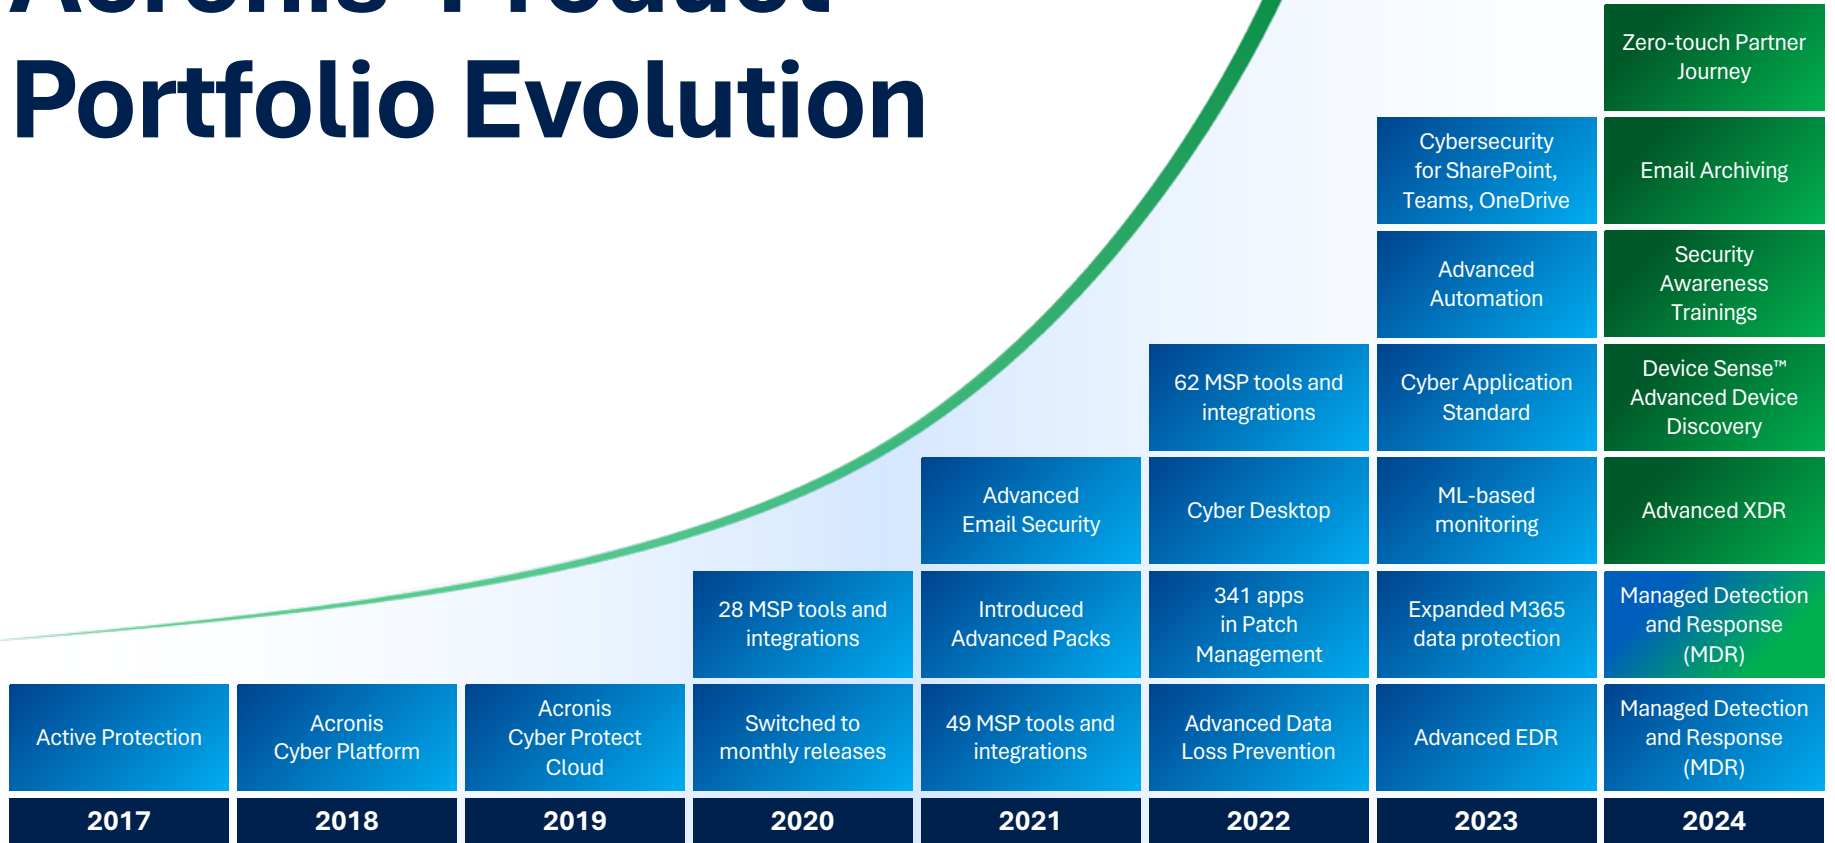 Acronis Product
Portfolio Evolution
Zero-touch Partner
Journey
Cybersecurity
for SharePoint,
Teams, OneDrive
Email Archiving
Advanced
Automation
Security
Awareness
Trainings
62 MSP tools and
integrations
Cyber Application
Standard
Device Sense™
Advanced Device
Discovery
Advanced
Email Security
Cyber Desktop
ML-based
monitoring
Advanced XDR
28 MSP tools and
integrations
Introduced
Advanced Packs
341 apps
in Patch
Management
Expanded M365
data protection
Managed Detection
and Response
(MDR)
Active Protection
Acronis
Cyber Platform
Acronis
Cyber Protect
Cloud
Switched to
monthly releases
49 MSP tools and
integrations
Advanced Data
Loss Prevention
Advanced EDR
Managed Detection
and Response
(MDR)
2017
2018
2019
2020
2021
2022
2023
2024